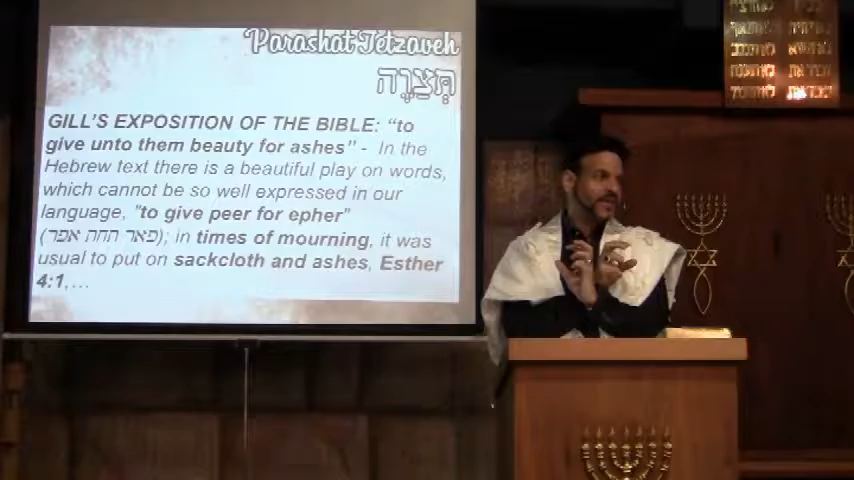 Parashat Tetzaveh
תְּצַוֶּה
GILL'S EXPOSITION OF THE BIBLE: "to
give unto them beauty for ashes" - In the
Hebrew text there is a beautiful play on words,
which cannot be so well expressed in our
language, "to give peer for epher"
(פאר תחת אפר); in times of mourning, it was
usual to put on sackcloth and ashes, Esther
4:1,...